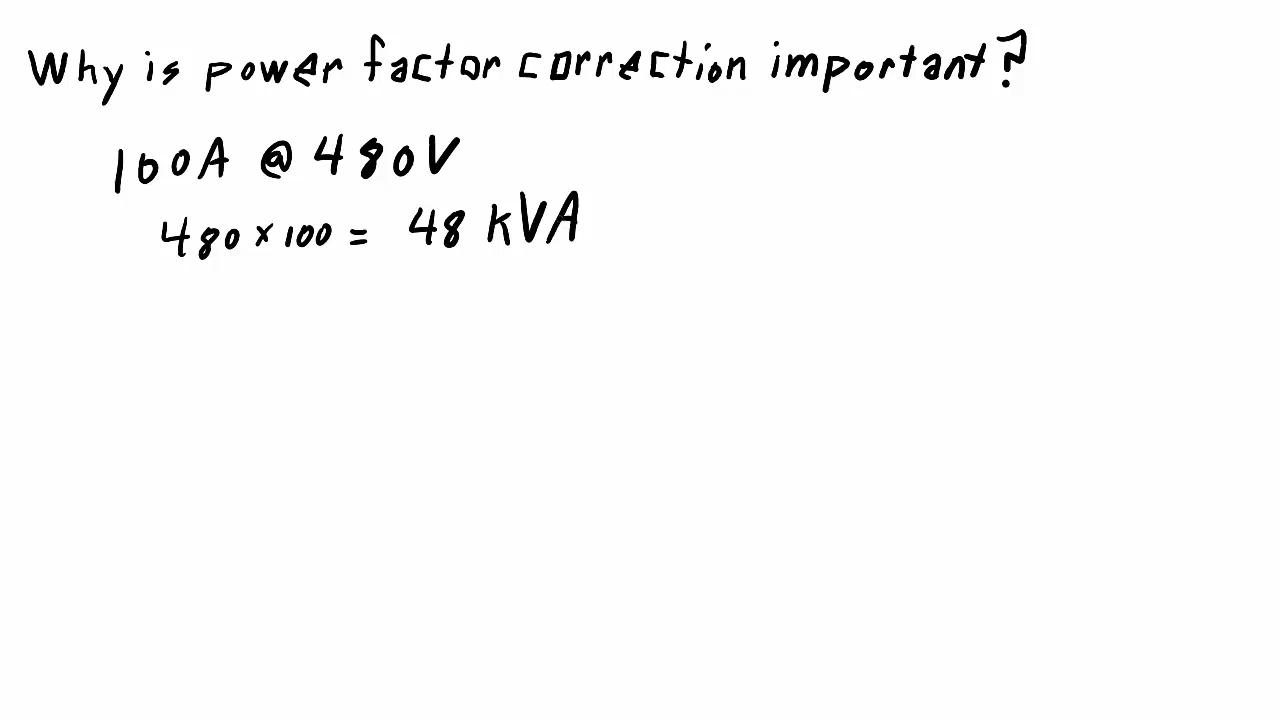 Why is power factor correction important?
100A @ 480V
480 × 100 = 48 kVA